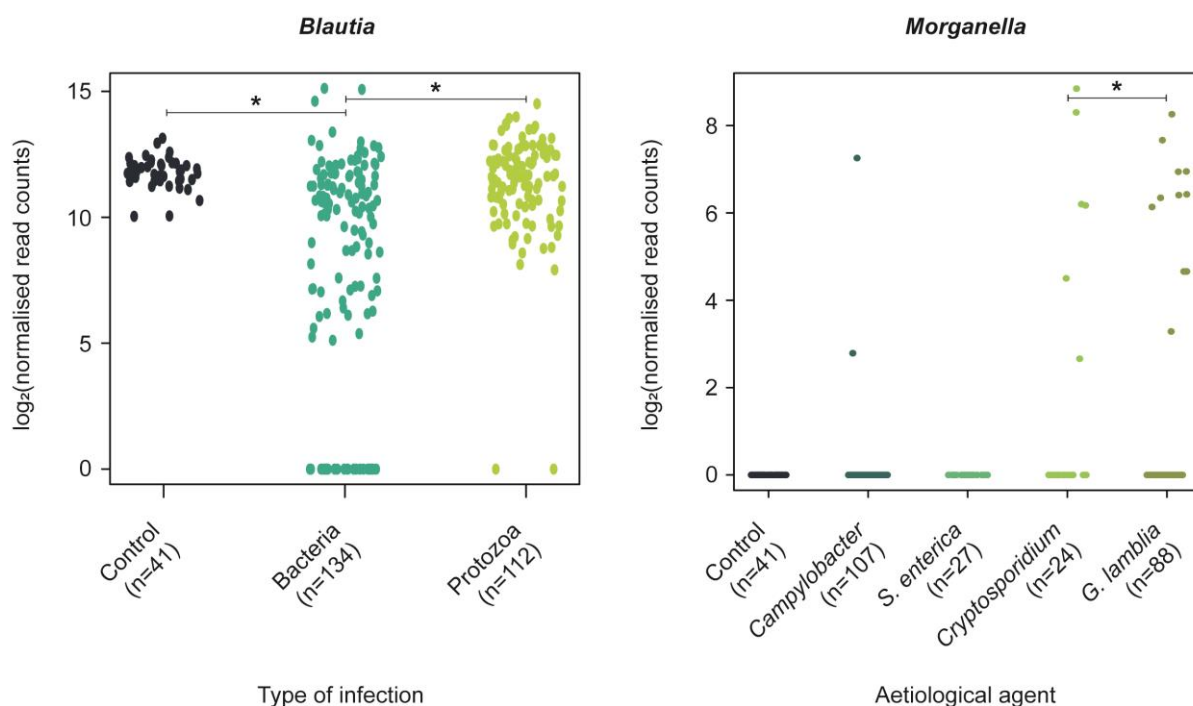 Blautia
Morganella
log₂(normalised read counts)
15
10
5
0
*
*
Control
(n=41)
Bacteria
(n=134)
Protozoa
(n=112)
Type of infection
log₂(normalised read counts)
8
6
4
2
0
*
Control
(n=41)
Campylobacter
(n=107)
S. enterica
(n=27)
Cryptosporidium
(n=24)
G. lamblia
(n=88)
Aetiological agent